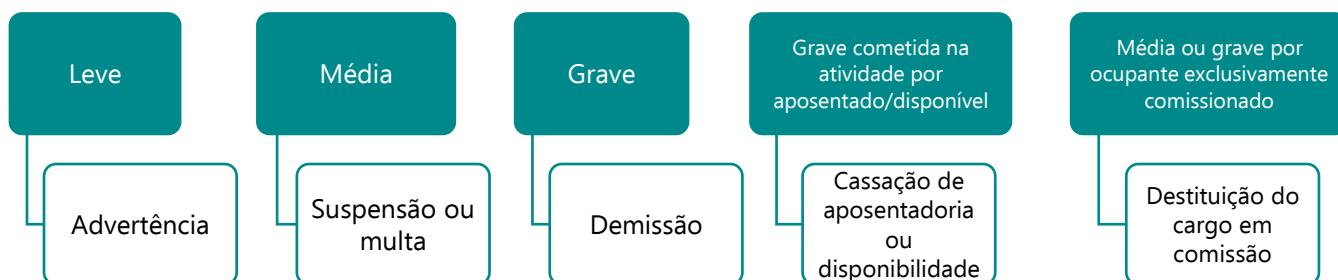 Leve
Média
Grave
Grave cometida na
atividade por
aposentado/disponível
Média ou grave por
ocupante exclusivamente
comissionado
Advertência
Suspensão ou
multa
Demissão
Cassação de
aposentadoria
ou
disponibilidade
Destituição do
cargo em
comissão